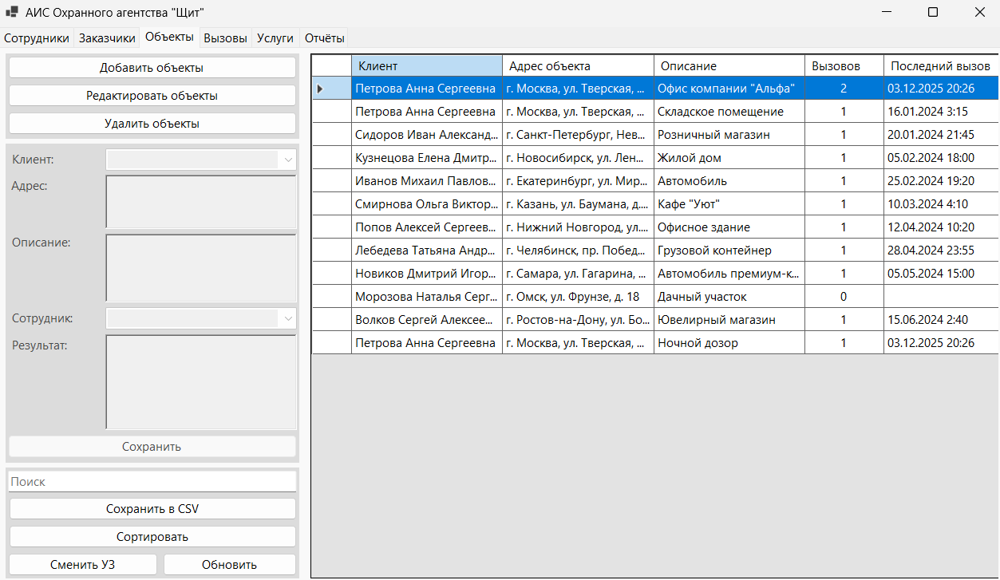 АИС Охранного агентства "Щит"
Сотрудники Заказчики Объекты Вызовы Услуги Отчёты
Добавить объекты
Редактировать объекты
Удалить объекты
Клиент:
Адрес:
Описание:
Сотрудник:
Результат:
Сохранить
Поиск
Сохранить в CSV
Сортировать
Сменить УЗ Обновить
Клиент Адрес объекта Описание Вызовов Последний вызов
Петрова Анна Сергеевна г. Москва, ул. Тверская, ... Офис компании "Альфа" 2 03.12.2025 20:26
Петрова Анна Сергеевна г. Москва, ул. Тверская, ... Складское помещение 1 16.01.2024 3:15
Сидоров Иван Александ... г. Санкт-Петербург, Нев... Розничный магазин 1 20.01.2024 21:45
Кузнецова Елена Дмитр... г. Новосибирск, ул. Лен... Жилой дом 1 05.02.2024 18:00
Иванов Михаил Павлов... г. Екатеринбург, ул. Мир... Автомобиль 1 25.02.2024 19:20
Смирнова Ольга Виктор... г. Казань, ул. Баумана, д.... Кафе "Уют" 1 10.03.2024 4:10
Попов Алексей Сергеев... г. Нижний Новгород, ул.... Офисное здание 1 12.04.2024 10:20
Лебедева Татьяна Андр... г. Челябинск, пр. Побед... Грузовой контейнер 1 28.04.2024 23:55
Новиков Дмитрий Игор... г. Самара, ул. Гагарина, ... Автомобиль премиум-к... 1 05.05.2024 15:00
Морозова Наталья Серг... г. Омск, ул. Фрунзе, д. 18 Дачный участок 0
Волков Сергей Алексее... г. Ростов-на-Дону, ул. Бо... Ювелирный магазин 1 15.06.2024 2:40
Петрова Анна Сергеевна г. Москва, ул. Тверская, ... Ночной дозор 1 03.12.2025 20:26